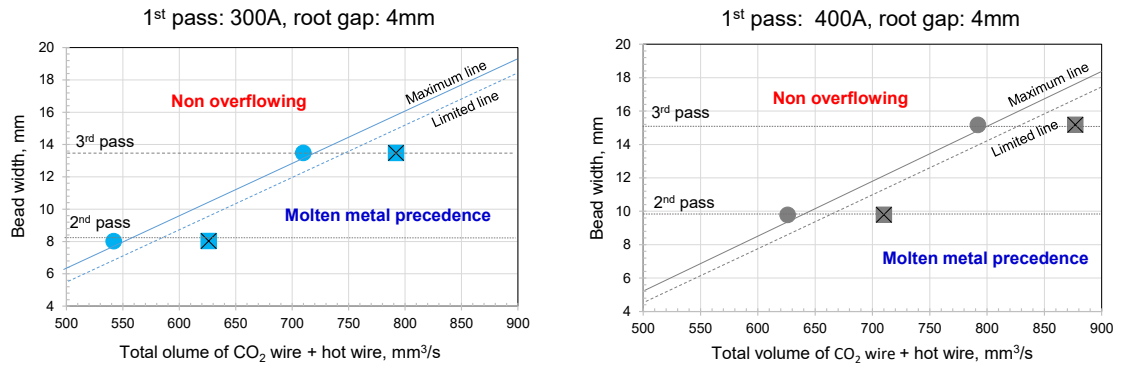 1st pass: 300A, root gap: 4mm
20
18
16
14
12
10
8
6
4
Bead width, mm
Non overflowing
Maximum line
Limited line
3rd pass
2nd pass
Molten metal precedence
500 550 600 650 700 750 800 850 900
Total olume of CO2 wire + hot wire, mm3/s
1st pass: 400A, root gap: 4mm
20
18
16
14
12
10
8
6
4
Bead width, mm
Non overflowing
Maximum line
Limited line
3rd pass
2nd pass
Molten metal precedence
500 550 600 650 700 750 800 850 900
Total volume of CO2 wire + hot wire, mm3/s